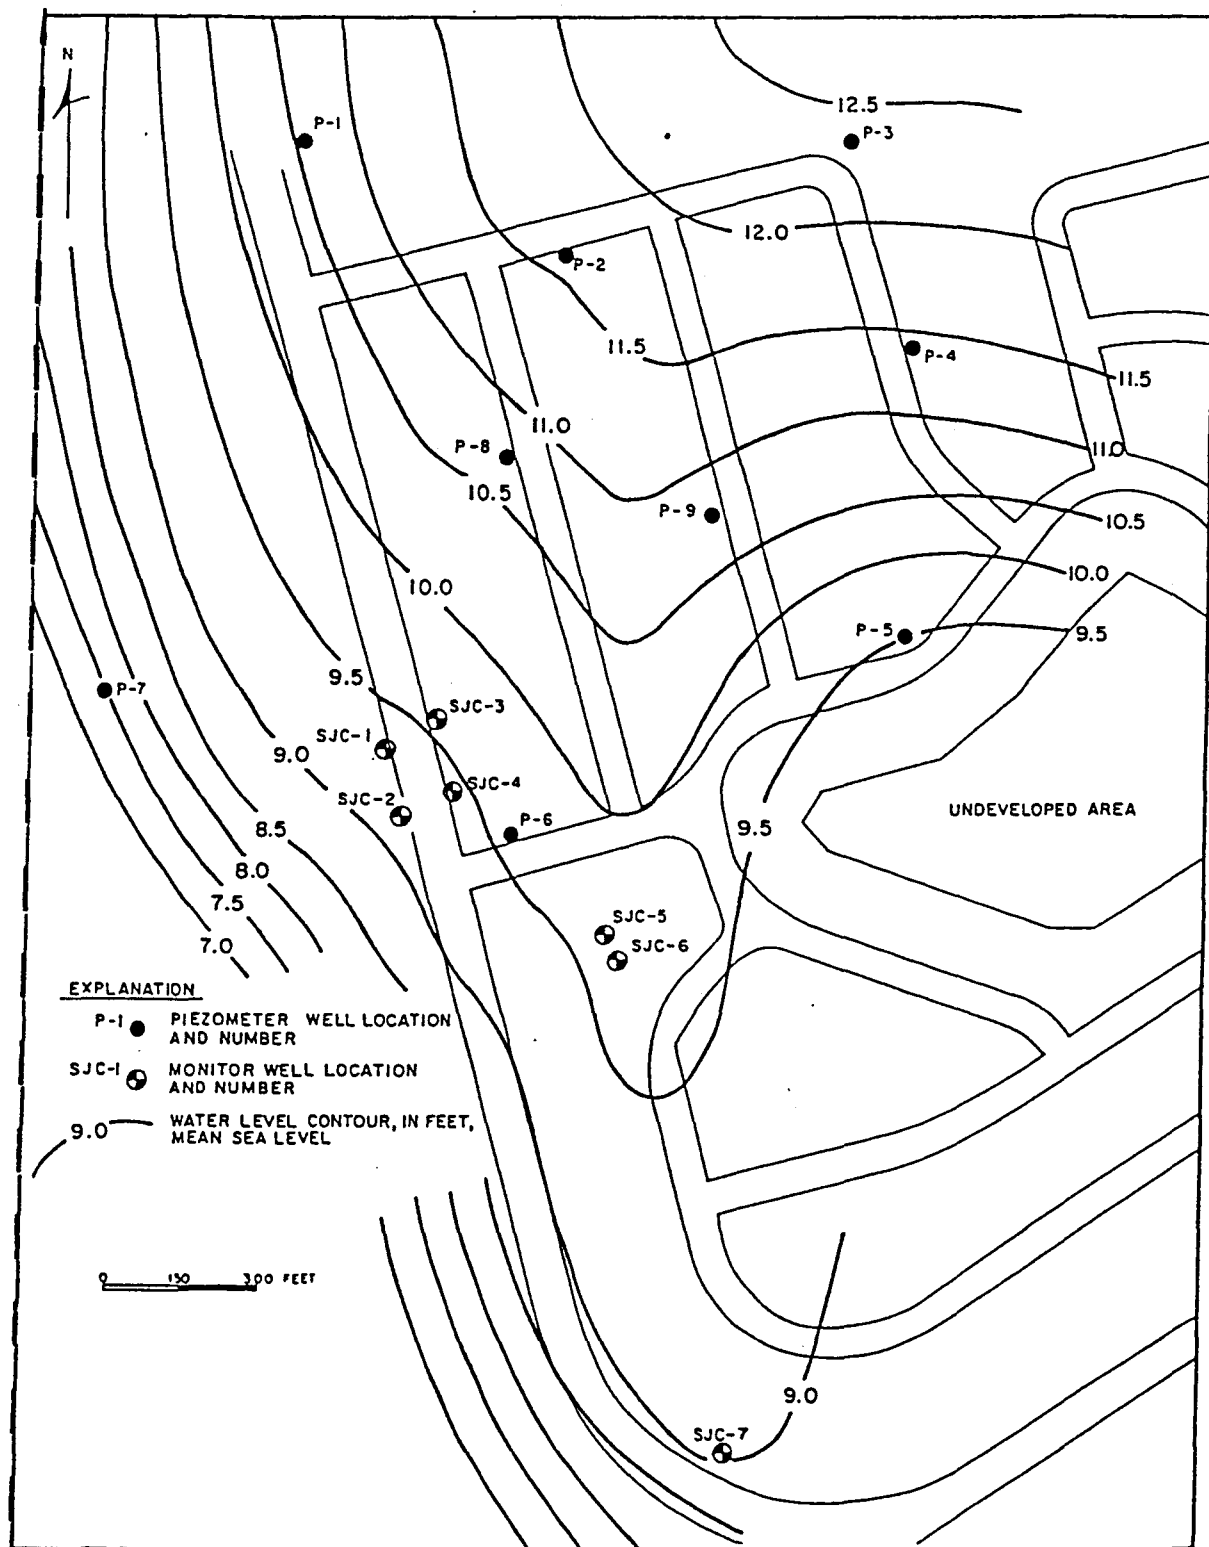 N
12.5
P-1
P-3
12.0
P-2
11.5
P-4
11.5
11.0
P-8
11.0
10.5
P-9
10.5
10.0
10.0
P-5
9.5
9.5
P-7
SJC-3
SJC-1
9.0
SJC-4
SJC-2
UNDEVELOPED AREA
8.5
P-6
9.5
8.0
7.5
SJC-5
7.0
SJC-6
EXPLANATION
P-1 PIEZOMETER WELL LOCATION
AND NUMBER
SJC-1 MONITOR WELL LOCATION
AND NUMBER
9.0 WATER LEVEL CONTOUR, IN FEET,
MEAN SEA LEVEL
0 150 300 FEET
9.0
SJC-7